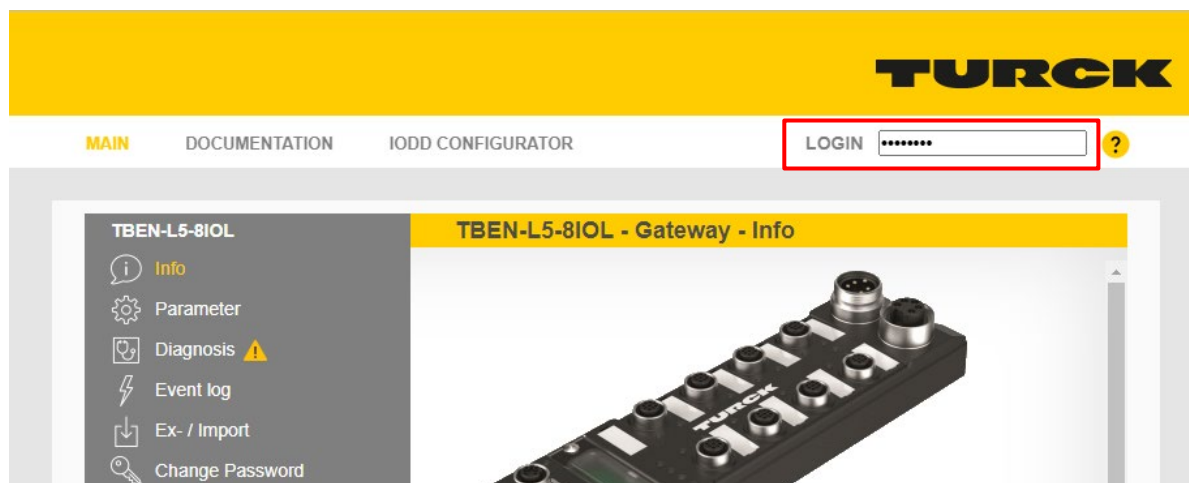 TURCK
MAIN DOCUMENTATION IODD CONFIGURATOR LOGIN •••••••• ?
TBEN-L5-8IOL
TBEN-L5-8IOL - Gateway - Info
Info
Parameter
Diagnosis
Event log
Ex- / Import
Change Password
TURCK